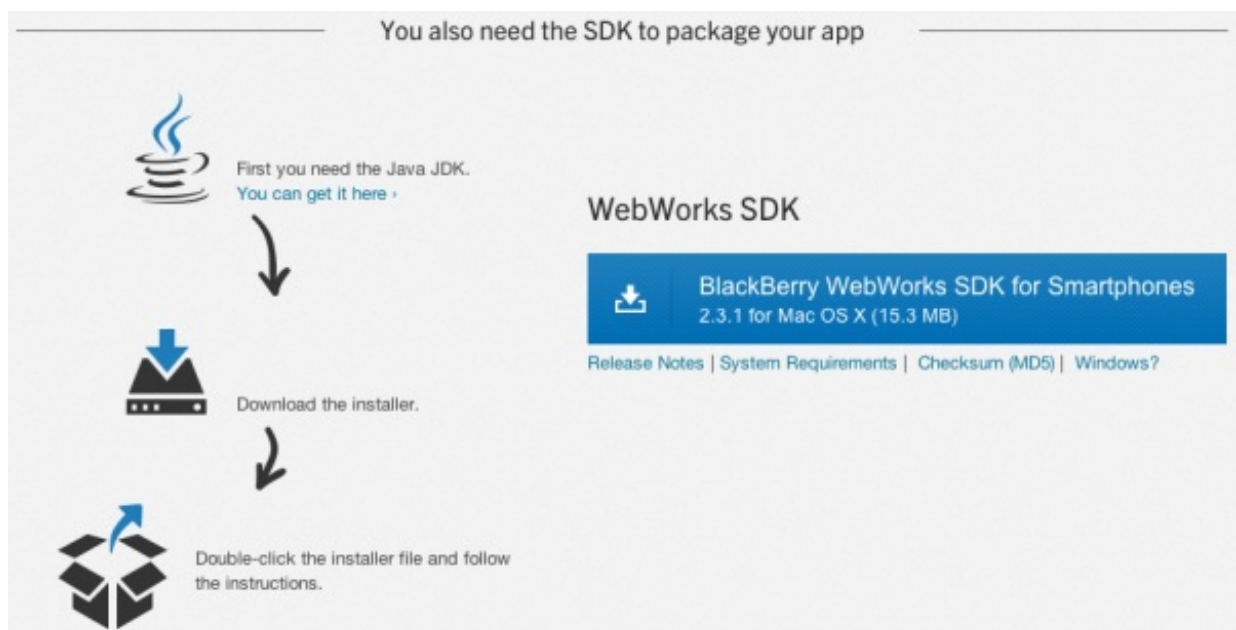 You also need the SDK to package your app
First you need the Java JDK.
You can get it here ›
Download the installer.
Double-click the installer file and follow
the instructions.
WebWorks SDK
BlackBerry WebWorks SDK for Smartphones
2.3.1 for Mac OS X (15.3 MB)
Release Notes | System Requirements | Checksum (MD5) | Windows?